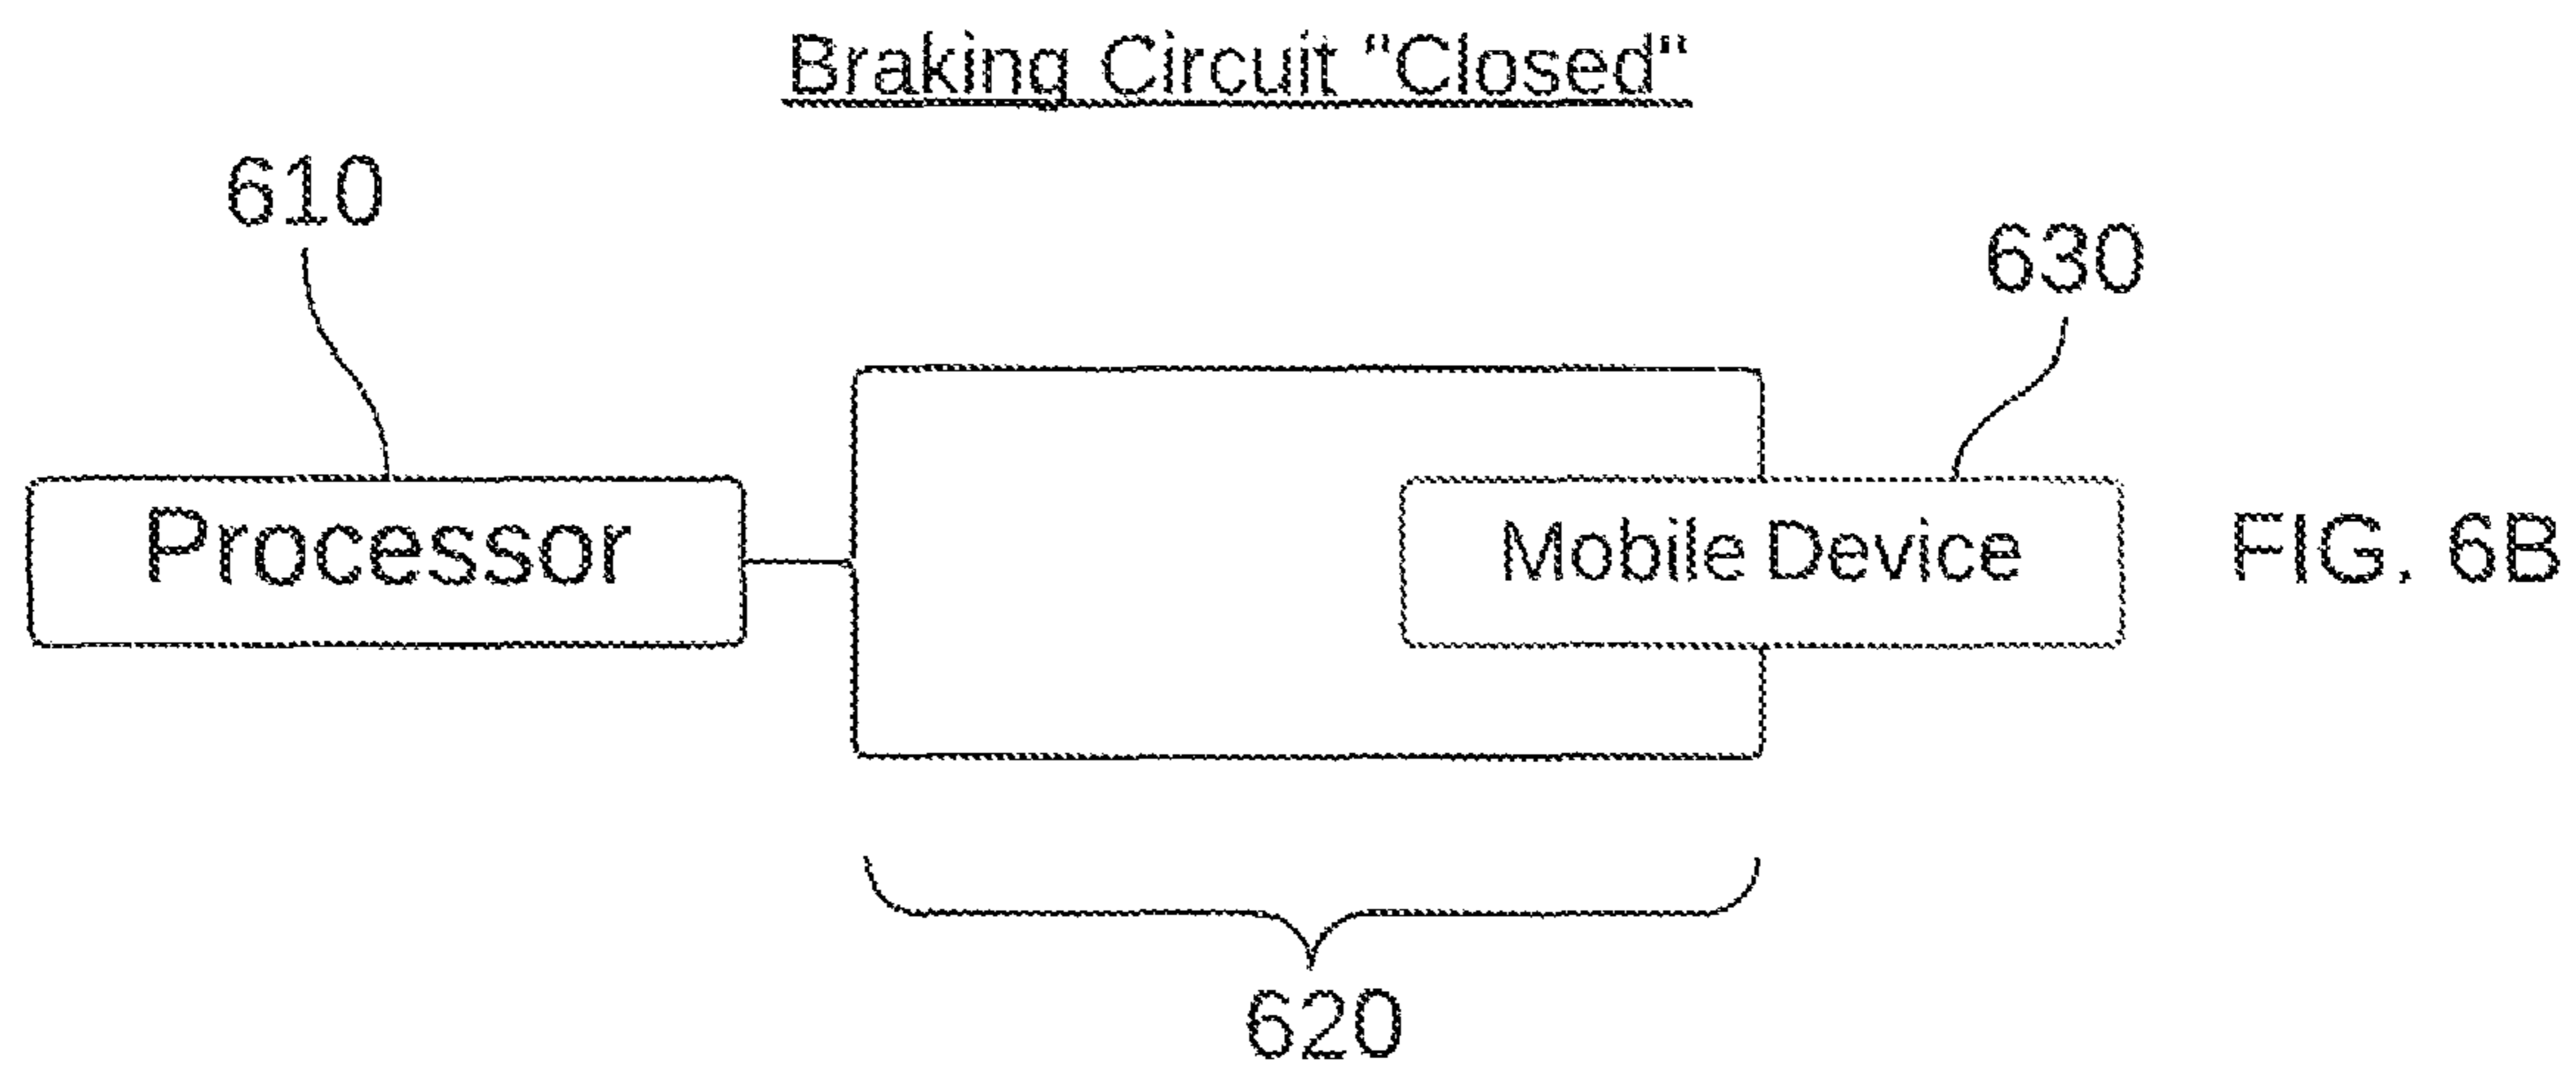 Braking Circuit "Closed"
610
630
Processor
Mobile Device
FIG. 6B
620